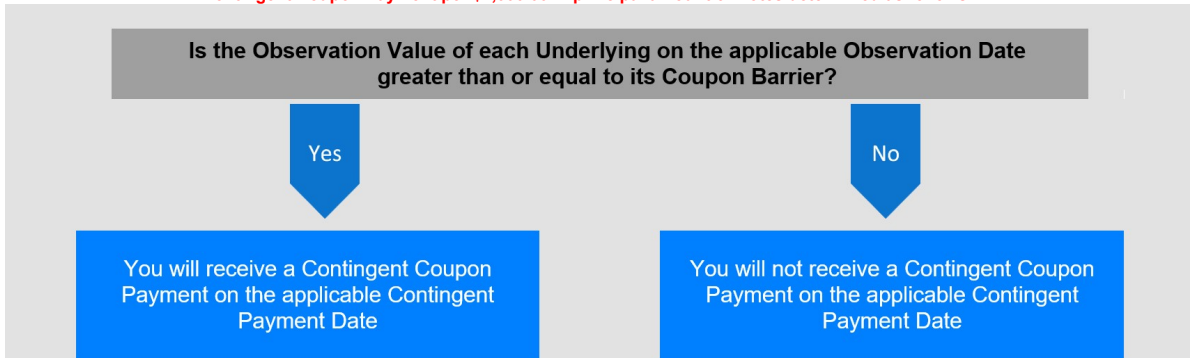 Is the Observation Value of each Underlying on the applicable Observation Date
greater than or equal to its Coupon Barrier?
Yes
No
You will receive a Contingent Coupon
Payment on the applicable Contingent
Payment Date
You will not receive a Contingent Coupon
Payment on the applicable Contingent
Payment Date